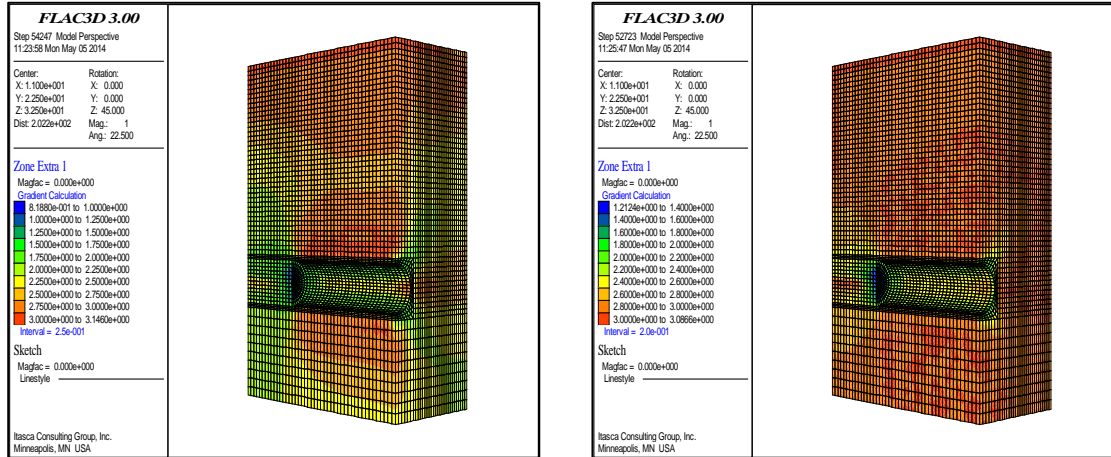 FLAC3D 3.00
Step 54247 Model Perspective
11:23:58 Mon May 05 2014
Center: Rotation:
X: 1.100e+001 X: 0.000
Y: 2.250e+001 Y: 0.000
Z: 3.250e+001 Z: 45.000
Dist: 2.022e+002 Mag.: 1
Ang.: 22.500
Zone Extra 1
Magfac = 0.000e+000
Gradient Calculation
8.1880e-001 to 1.0000e+000
1.0000e+000 to 1.2500e+000
1.2500e+000 to 1.5000e+000
1.5000e+000 to 1.7500e+000
1.7500e+000 to 2.0000e+000
2.0000e+000 to 2.2500e+000
2.2500e+000 to 2.5000e+000
2.5000e+000 to 2.7500e+000
2.7500e+000 to 3.0000e+000
3.0000e+000 to 3.1460e+000
Interval = 2.5e-001
Sketch
Magfac = 0.000e+000
Linestyle
Itasca Consulting Group, Inc.
Minneapolis, MN USA
FLAC3D 3.00
Step 52723 Model Perspective
11:25:47 Mon May 05 2014
Center: Rotation:
X: 1.100e+001 X: 0.000
Y: 2.250e+001 Y: 0.000
Z: 3.250e+001 Z: 45.000
Dist: 2.022e+002 Mag.: 1
Ang.: 22.500
Zone Extra 1
Magfac = 0.000e+000
Gradient Calculation
1.2124e+000 to 1.4000e+000
1.4000e+000 to 1.6000e+000
1.6000e+000 to 1.8000e+000
1.8000e+000 to 2.0000e+000
2.0000e+000 to 2.2000e+000
2.2000e+000 to 2.4000e+000
2.4000e+000 to 2.6000e+000
2.6000e+000 to 2.8000e+000
2.8000e+000 to 3.0000e+000
3.0000e+000 to 3.0866e+000
Interval = 2.0e-001
Sketch
Magfac = 0.000e+000
Linestyle
Itasca Consulting Group, Inc.
Minneapolis, MN USA